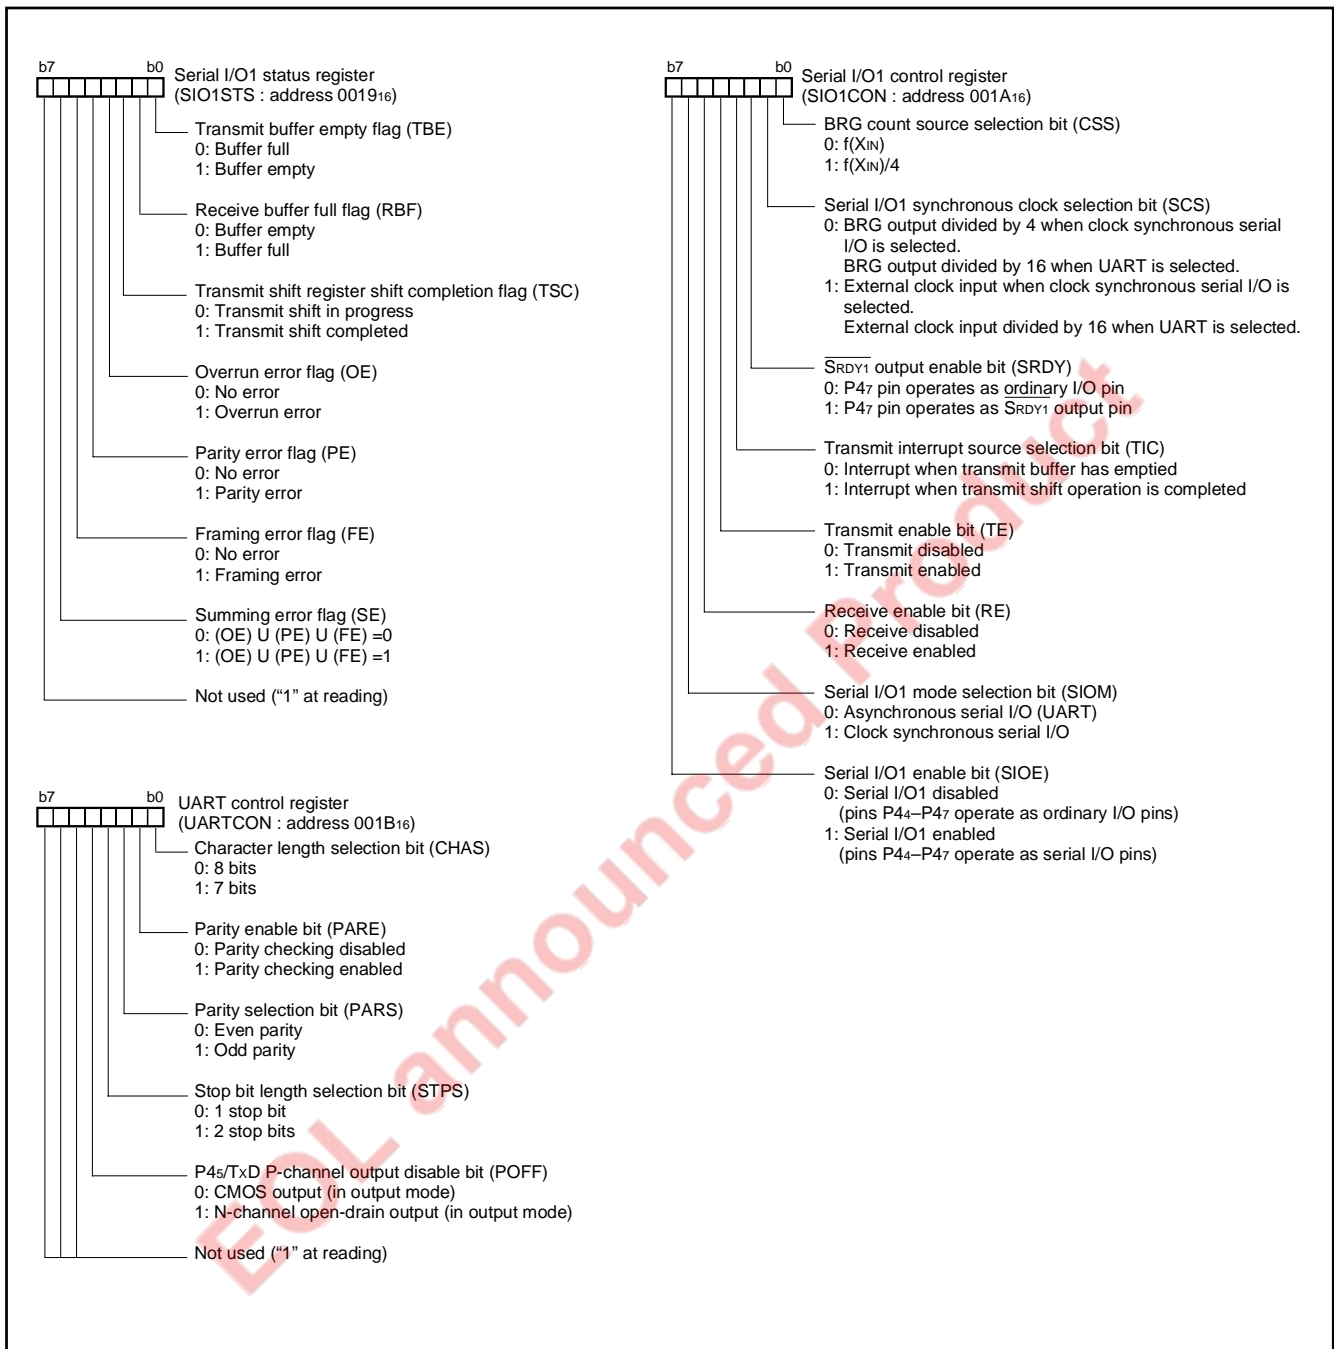 b7 b0 Serial I/O1 status register
(SIO1STS : address 001916)
Transmit buffer empty flag (TBE)
0: Buffer full
1: Buffer empty
Receive buffer full flag (RBF)
0: Buffer empty
1: Buffer full
Transmit shift register shift completion flag (TSC)
0: Transmit shift in progress
1: Transmit shift completed
Overrun error flag (OE)
0: No error
1: Overrun error
Parity error flag (PE)
0: No error
1: Parity error
Framing error flag (FE)
0: No error
1: Framing error
Summing error flag (SE)
0: (OE) U (PE) U (FE) =0
1: (OE) U (PE) U (FE) =1
Not used (“1” at reading)
b7 b0 UART control register
(UARTCON : address 001B16)
Character length selection bit (CHAS)
0: 8 bits
1: 7 bits
Parity enable bit (PARE)
0: Parity checking disabled
1: Parity checking enabled
Parity selection bit (PARS)
0: Even parity
1: Odd parity
Stop bit length selection bit (STPS)
0: 1 stop bit
1: 2 stop bits
P45/TxD P-channel output disable bit (POFF)
0: CMOS output (in output mode)
1: N-channel open-drain output (in output mode)
Not used (“1” at reading)
b7 b0 Serial I/O1 control register
(SIO1CON : address 001A16)
BRG count source selection bit (CSS)
0: f(XIN)
1: f(XIN)/4
Serial I/O1 synchronous clock selection bit (SCS)
0: BRG output divided by 4 when clock synchronous serial
I/O is selected.
BRG output divided by 16 when UART is selected.
1: External clock input when clock synchronous serial I/O is
selected.
External clock input divided by 16 when UART is selected.
SRDY1 output enable bit (SRDY)
0: P47 pin operates as ordinary I/O pin
1: P47 pin operates as SRDY1 output pin
Transmit interrupt source selection bit (TIC)
0: Interrupt when transmit buffer has emptied
1: Interrupt when transmit shift operation is completed
Transmit enable bit (TE)
0: Transmit disabled
1: Transmit enabled
Receive enable bit (RE)
0: Receive disabled
1: Receive enabled
Serial I/O1 mode selection bit (SIOM)
0: Asynchronous serial I/O (UART)
1: Clock synchronous serial I/O
Serial I/O1 enable bit (SIOE)
0: Serial I/O1 disabled
(pins P44–P47 operate as ordinary I/O pins)
1: Serial I/O1 enabled
(pins P44–P47 operate as serial I/O pins)
EOL announced Product